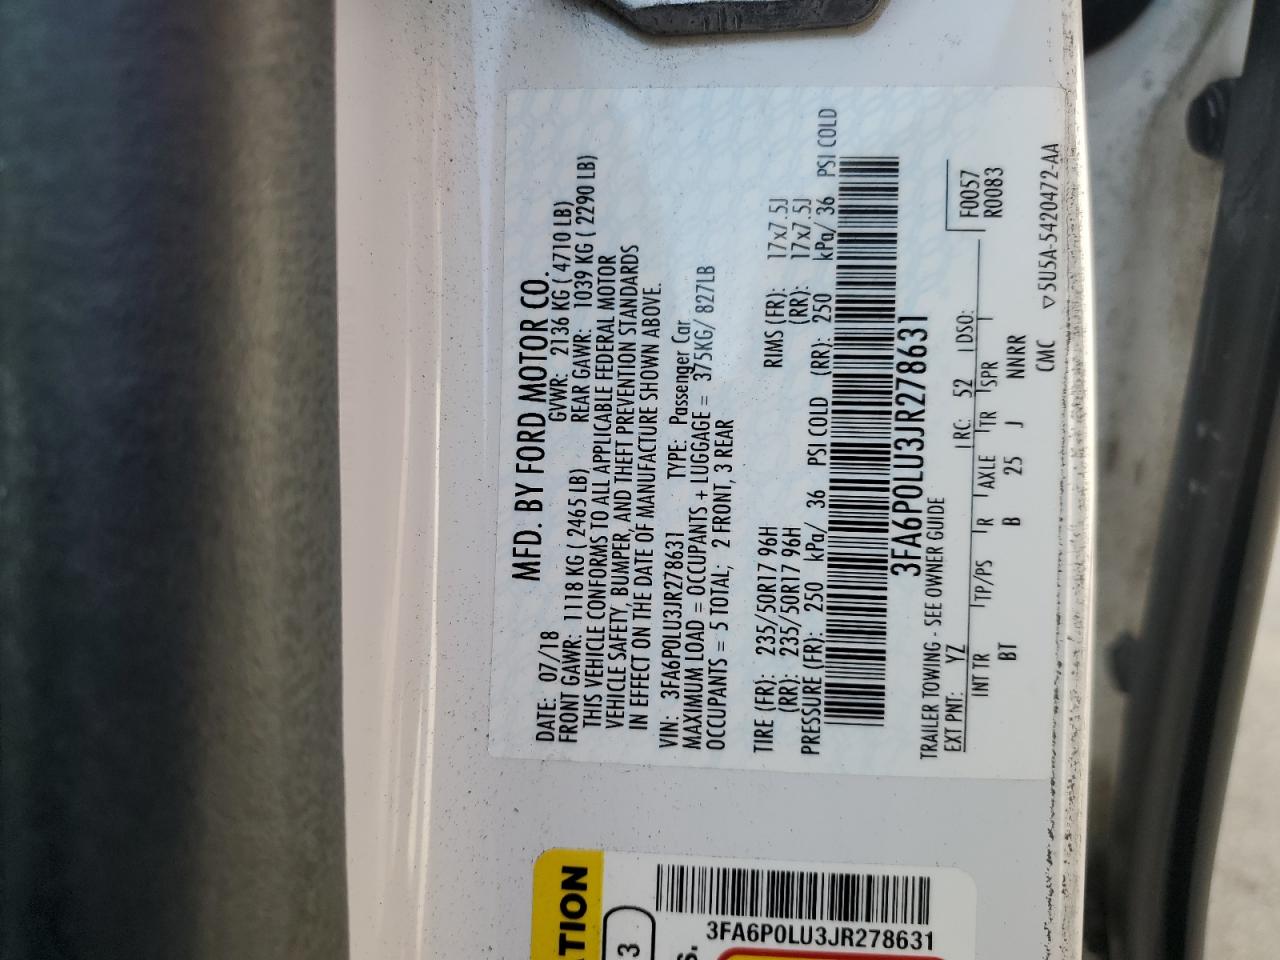 MFD. BY FORD MOTOR CO.
DATE: 07/18 GVWR: 2136 KG ( 4710 LB)
FRONT GAWR: 1118 KG ( 2465 LB) REAR GAWR: 1039 KG ( 2290 LB)
THIS VEHICLE CONFORMS TO ALL APPLICABLE FEDERAL MOTOR
VEHICLE SAFETY, BUMPER, AND THEFT PREVENTION STANDARDS
IN EFFECT ON THE DATE OF MANUFACTURE SHOWN ABOVE.
VIN: 3FA6P0LU3JR278631 TYPE: Passenger Car
MAXIMUM LOAD = OCCUPANTS + LUGGAGE = 375KG/ 827LB
OCCUPANTS = 5 TOTAL; 2 FRONT, 3 REAR
TIRE (FR): 235/50R17 96H RIMS (FR): 17x7.5J
(RR): 235/50R17 96H (RR): 17x7.5J
PRESSURE (FR): 250 kPa/ 36 PSI COLD (RR): 250 kPa/ 36 PSI COLD
3FA6P0LU3JR278631
TRAILER TOWING - SEE OWNER GUIDE
EXT PNT: YZ RC: 52 DSO: F0057
INT TR TP/PS R AXLE TR SPR R0083
BT B 25 J NNRR
CMC ▽5U5A-5420472-AA
TION
3
S.
3FA6P0LU3JR278631